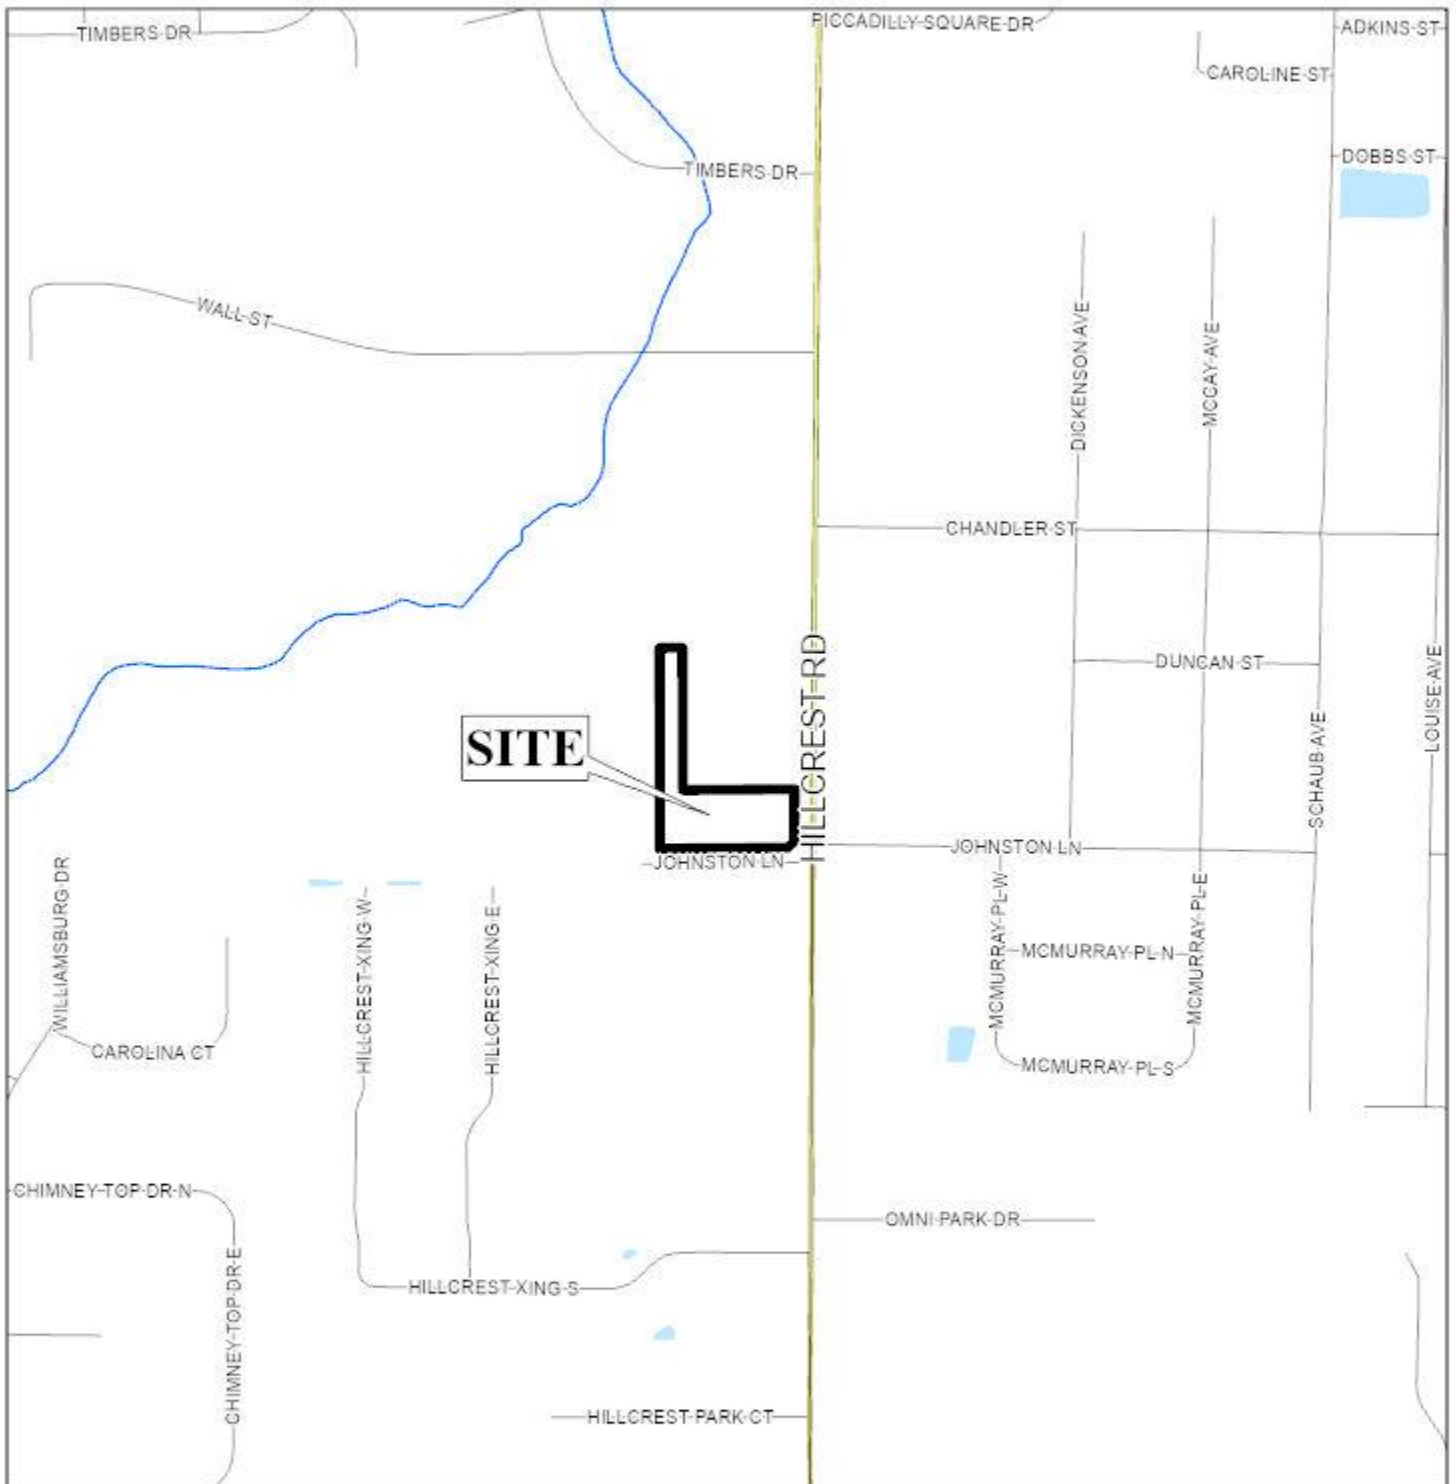 TIMBERS DR
PICCADILLY SQUARE DR
ADKINS ST
CAROLINE ST
DOBBS ST
TIMBERS DR
WALL ST
DICKENSON AVE
MCCAY AVE
CHANDLER ST
DUNCAN ST
HILLCREST RD
LOUISE AVE
SCHAUB AVE
SITE
JOHNSTON LN
JOHNSTON LN
WILLIAMSBURG DR
HILLCREST XING W
HILLCREST XING E
MCMURRAY PL W
MCMURRAY PL N
MCMURRAY PL E
CAROLINA CT
MCMURRAY PL S
CHIMNEY TOP DR N
OMNI PARK DR
CHIMNEY TOP DR E
HILLCREST XING S
HILLCREST PARK CT